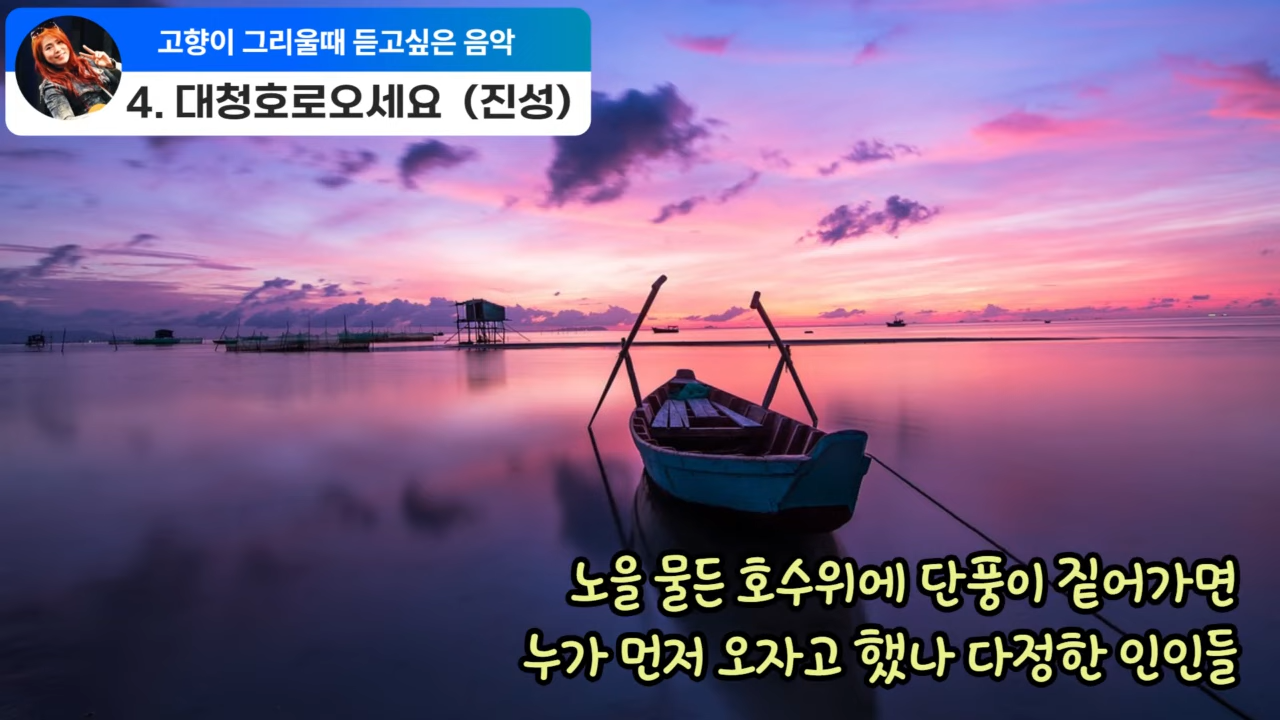 고향이 그리울때 듣고싶은 음악
4. 대청호로오세요 (진성)
노을 물든 호수위에 단풍이 짙어가면
누가 먼저 오자고 했나 다정한 인인들